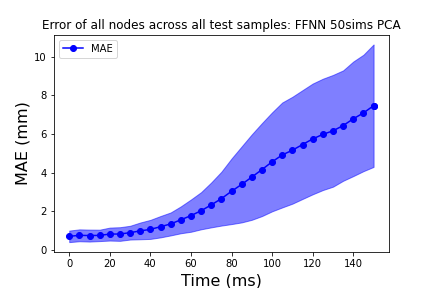 Error of all nodes across all test samples: FFNN 50sims PCA
MAE
MAE (mm)
10
8
6
4
2
0
0 20 40 60 80 100 120 140
Time (ms)